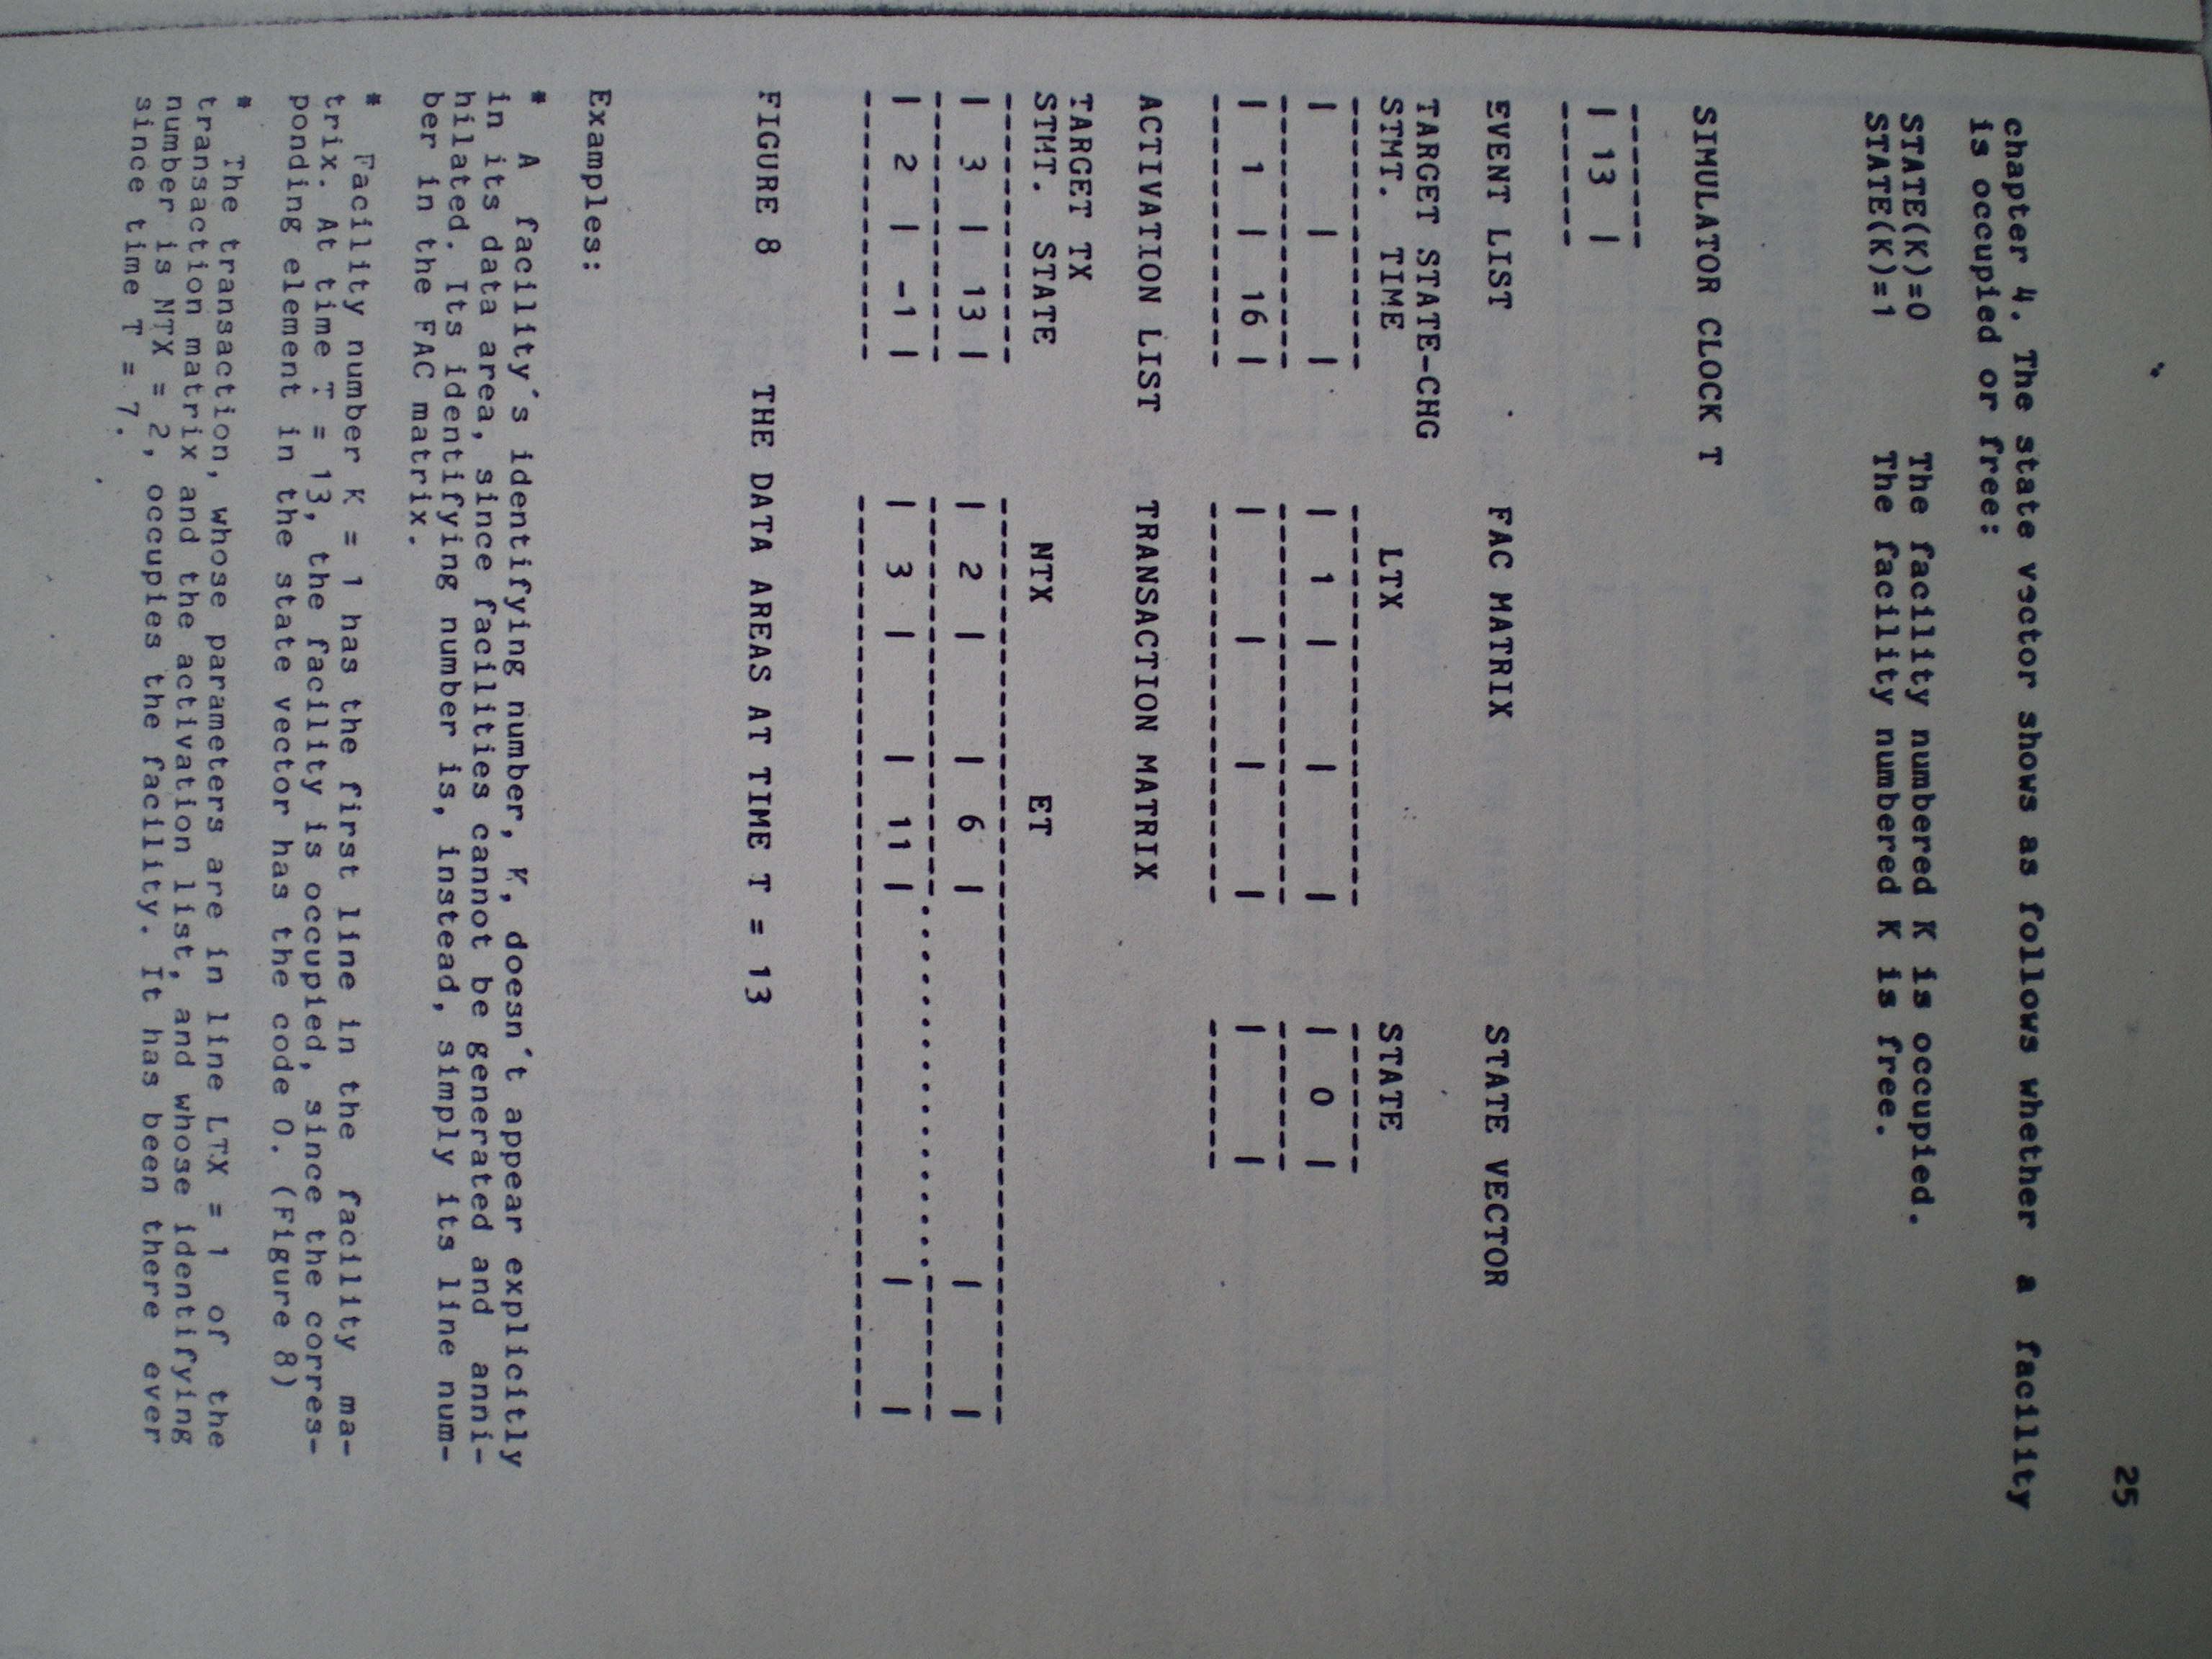 25
chapter 4. The state vector shows as follows whether a facility
is occupied or free:
STATE(K)=0 The facility numbered K is occupied.
STATE(K)=1 The facility numbered K is free.
SIMULATOR CLOCK T
-------
| 13 |
-------
EVENT LIST FAC MATRIX STATE VECTOR
TARGET STATE-CHG
STMT. TIME LTX STATE
--------------- ---------------------- --------
| | | | 1 | | | | 0 |
--------------- ---------------------- --------
| 1 | 16 | | | | | | |
--------------- ---------------------- --------
ACTIVATION LIST TRANSACTION MATRIX
TARGET TX
STMT. STATE NTX ET
--------------- --------------------------------------------------
| 3 | 13 | | 2 | | 6 | | |
--------------- ----------------------....................--------
| 2 | -1 | | 3 | | 11 | | |
--------------- --------------------------------------------------
FIGURE 8 THE DATA AREAS AT TIME T = 13
Examples:
* A facility's identifying number, K, doesn't appear explicitly
in its data area, since facilities cannot be generated and anni-
hilated. Its identifying number is, instead, simply its line num-
ber in the FAC matrix.
* Facility number K = 1 has the first line in the facility ma-
trix. At time T = 13, the facility is occupied, since the corres-
ponding element in the state vector has the code 0. (Figure 8)
* The transaction, whose parameters are in line LTX = 1 of the
transaction matrix and the activation list, and whose identifying
number is NTX = 2, occupies the facility. It has been there ever
since time T = 7.